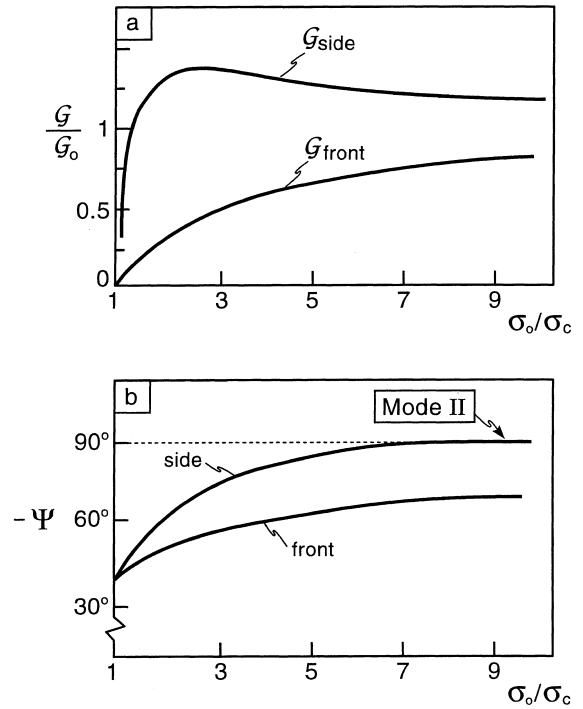 a
𝒢side
𝒢
𝒢o
1
𝒢front
0.5
0
1 3 5 7 9
σo/σc
b
Mode II
90°
side
-Ψ
60°
front
30°
1 3 5 7 9
σo/σc